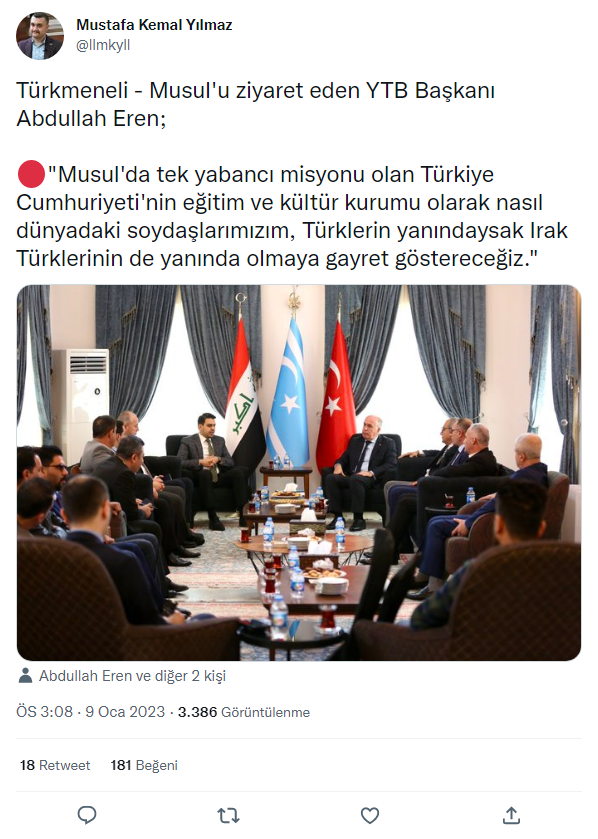 Mustafa Kemal Yılmaz
@llmkyll
Türkmeneli - Musul'u ziyaret eden YTB Başkanı
Abdullah Eren;
"Musul'da tek yabancı misyonu olan Türkiye
Cumhuriyeti'nin eğitim ve kültür kurumu olarak nasıl
dünyadaki soydaşlarımızım, Türklerin yanındaysak Irak
Türklerinin de yanında olmaya gayret göstereceğiz."
اكبر
Abdullah Eren ve diğer 2 kişi
ÖS 3:08 · 9 Oca 2023 · 3.386 Görüntülenme
18 Retweet 181 Beğeni